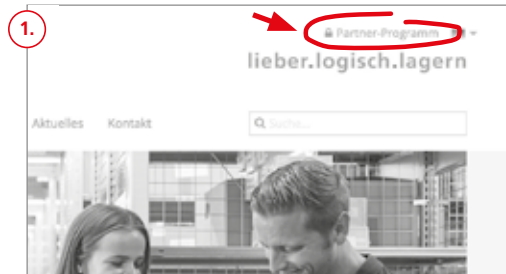 1.
Partner-Programm
lieber.logisch.lagern
Aktuelles Kontakt
Suche...